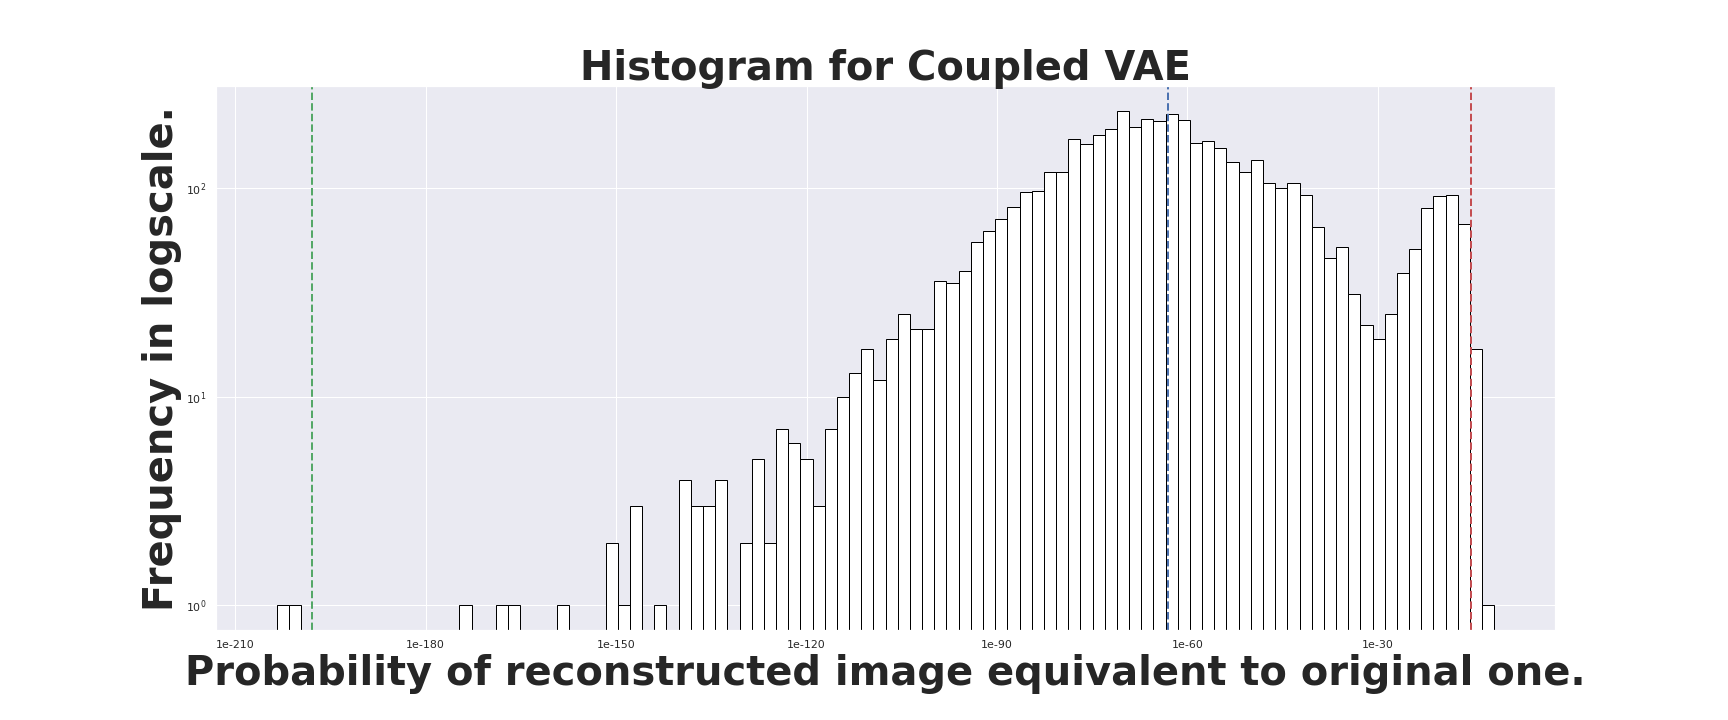 Histogram for Coupled VAE
Frequency in logscale.
10²
10¹
10⁰
1e-210 1e-180 1e-150 1e-120 1e-90 1e-60 1e-30
Probability of reconstructed image equivalent to original one.